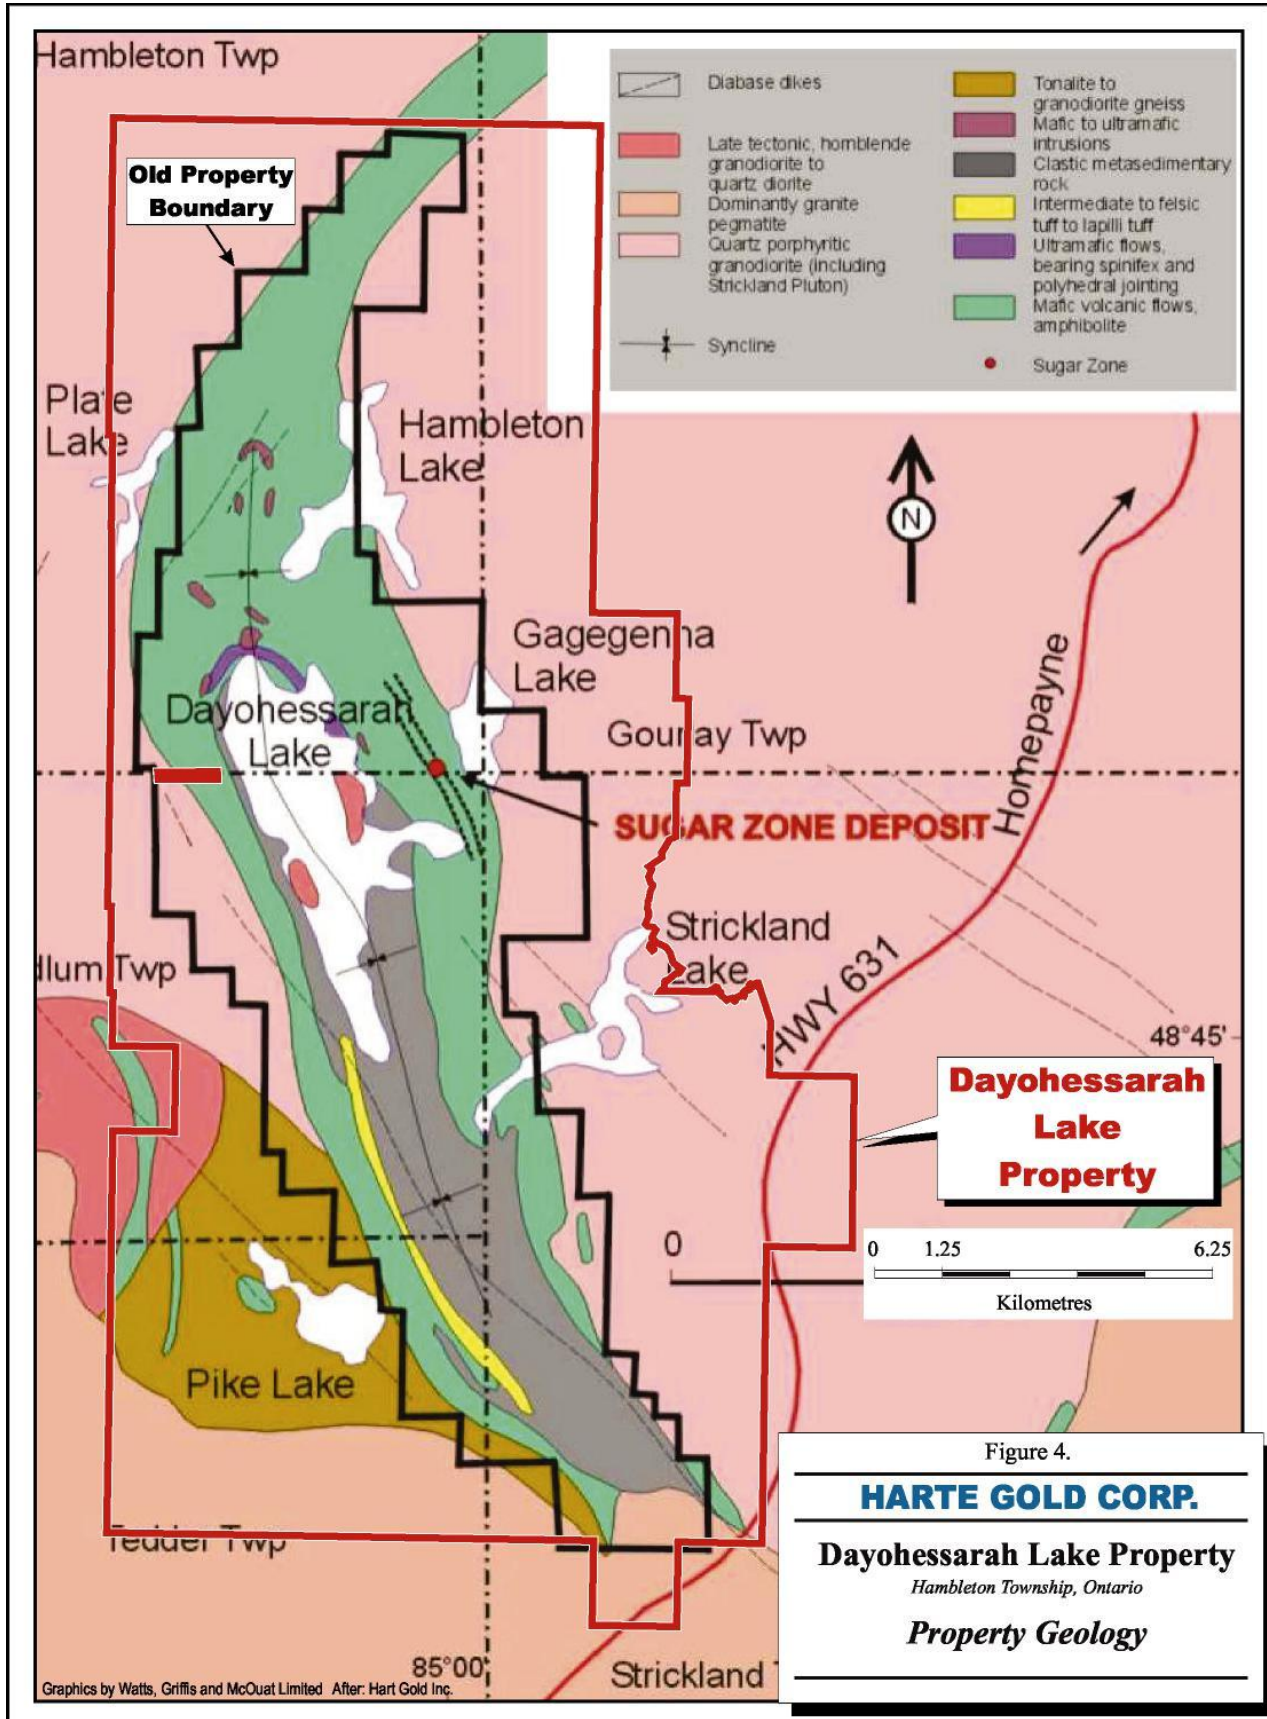 Hambleton Twp
Old Property
Boundary
Diabase dikes
Late tectonic, hornblende
granodiorite to
quartz diorite
Dominantly granite
pegmatite
Quartz porphyritic
granodiorite (including
Strickland Pluton)
Syncline
Tonalite to
granodiorite gneiss
Mafic to ultramafic
intrusions
Clastic metasedimentary
rock
Intermediate to felsic
tuff to lapilli tuff
Ultramafic flows,
bearing spinifex and
polyhedral jointing
Mafic volcanic flows,
amphibolite
Sugar Zone
Plate
Lake
Hambleton
Lake
N
Gagegenna
Lake
Dayohessarah
Lake
Gourlay Twp
Homepayne
SUGAR ZONE DEPOSIT
Strickland
Lake
HWY 631
dlum Twp
48°45'
Dayohessarah
Lake
Property
0
0 1.25 6.25
Kilometres
Pike Lake
Tedder Twp
85°00'
Strickland
Graphics by Watts, Griffis and McOuat Limited After: Hart Gold Inc.
Figure 4.
HARTE GOLD CORP.
Dayohessarah Lake Property
Hambleton Township, Ontario
Property Geology